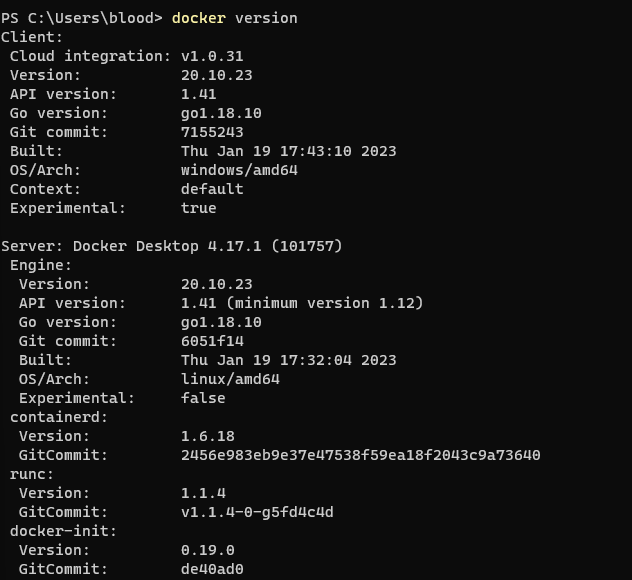 PS C:\Users\blood> docker version
Client:
 Cloud integration: v1.0.31
 Version:           20.10.23
 API version:       1.41
 Go version:        go1.18.10
 Git commit:        7155243
 Built:             Thu Jan 19 17:43:10 2023
 OS/Arch:           windows/amd64
 Context:           default
 Experimental:      true

Server: Docker Desktop 4.17.1 (101757)
 Engine:
  Version:          20.10.23
  API version:      1.41 (minimum version 1.12)
  Go version:       go1.18.10
  Git commit:       6051f14
  Built:            Thu Jan 19 17:32:04 2023
  OS/Arch:          linux/amd64
  Experimental:     false
 containerd:
  Version:          1.6.18
  GitCommit:        2456e983eb9e37e47538f59ea18f2043c9a73640
 runc:
  Version:          1.1.4
  GitCommit:        v1.1.4-0-g5fd4c4d
 docker-init:
  Version:          0.19.0
  GitCommit:        de40ad0